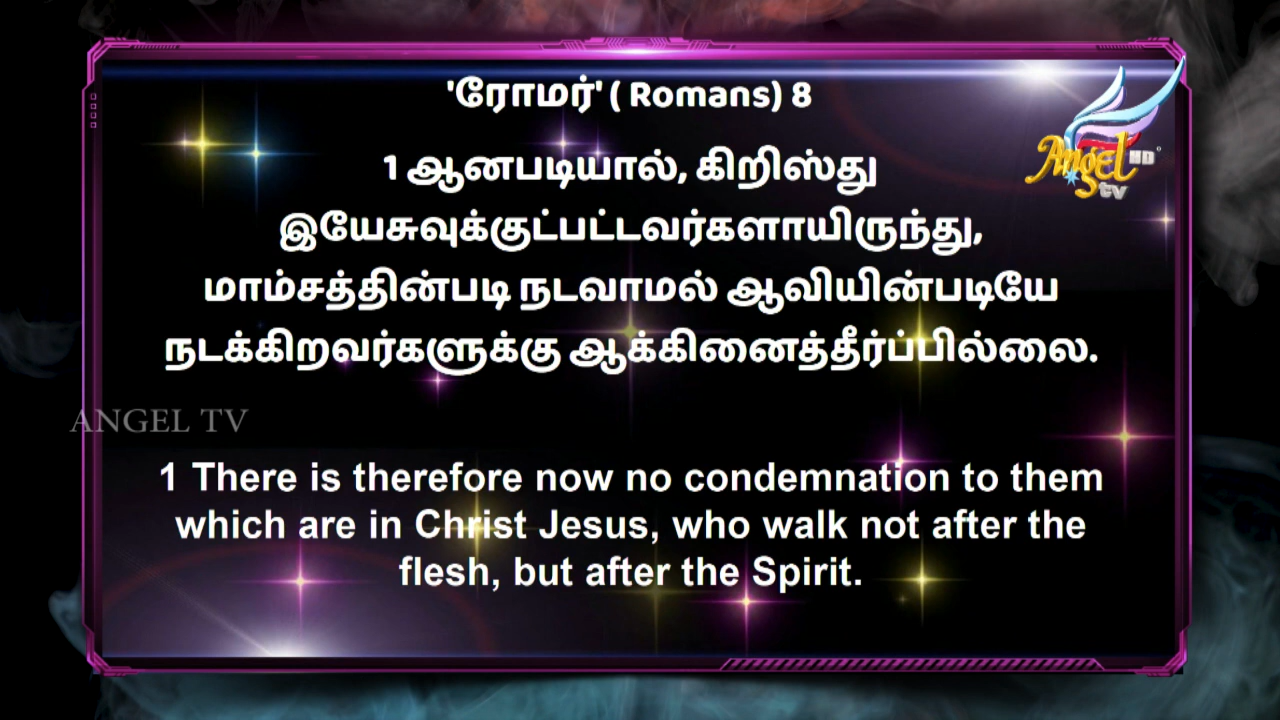 'ரோமர்' ( Romans) 8
Angel HD
tv
1 ஆனபடியால், கிறிஸ்து
இயேசுவுக்குட்பட்டவர்களாயிருந்து,
மாம்சத்தின்படி நடவாமல் ஆவியின்படியே
நடக்கிறவர்களுக்கு ஆக்கினைத்தீர்ப்பில்லை.
ANGEL TV
1 There is therefore now no condemnation to them
which are in Christ Jesus, who walk not after the
flesh, but after the Spirit.